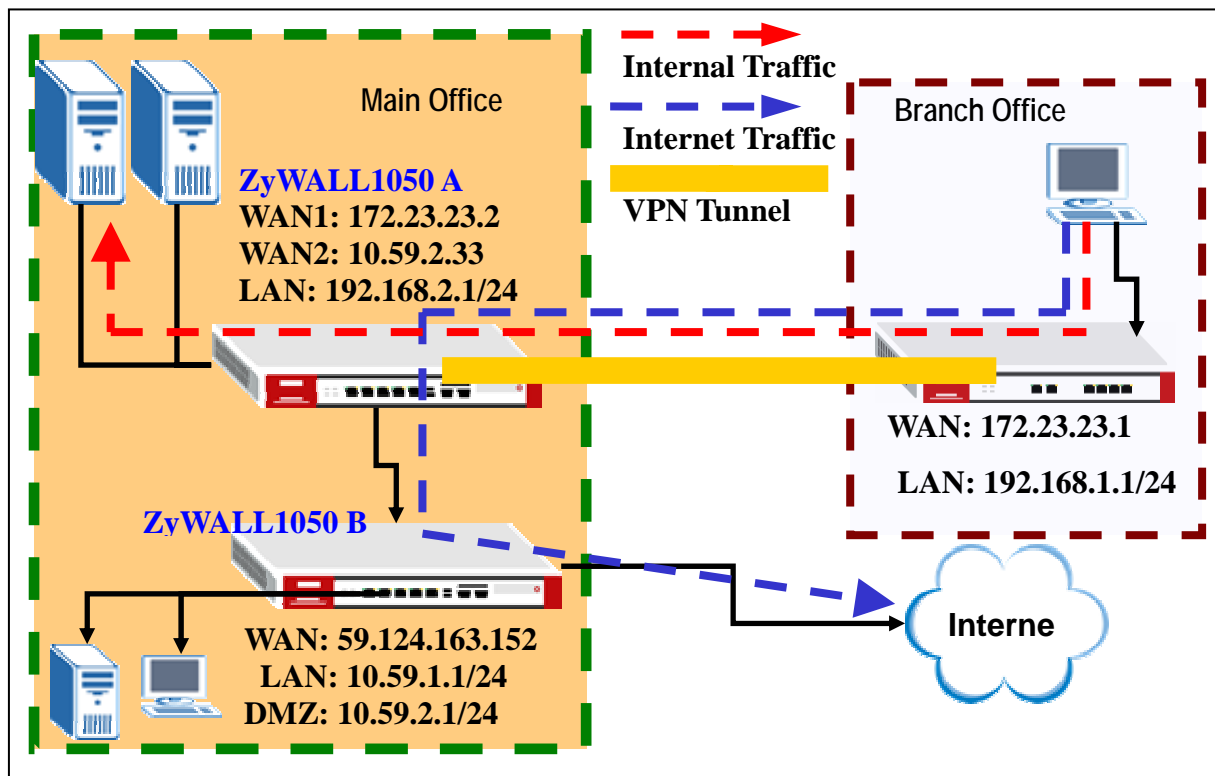 Main Office
ZyWALL1050 A
WAN1: 172.23.23.2
WAN2: 10.59.2.33
LAN: 192.168.2.1/24
Internal Traffic
Internet Traffic
VPN Tunnel
Branch Office
WAN: 172.23.23.1
LAN: 192.168.1.1/24
ZyWALL1050 B
WAN: 59.124.163.152
LAN: 10.59.1.1/24
DMZ: 10.59.2.1/24
Interne